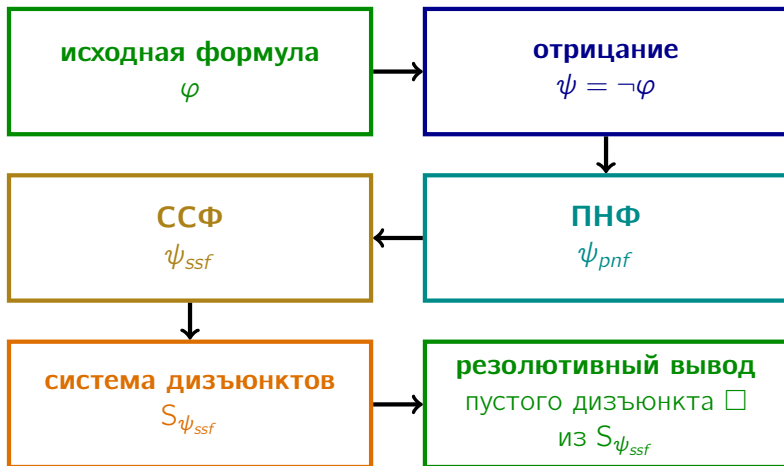 исходная формула
φ
отрицание
ψ = ¬φ
ПНФ
ψ_pnf
ССФ
ψ_ssf
система дизъюнктов
S_ψ_ssf
резолютивный вывод
пустого дизъюнкта □
из S_ψ_ssf